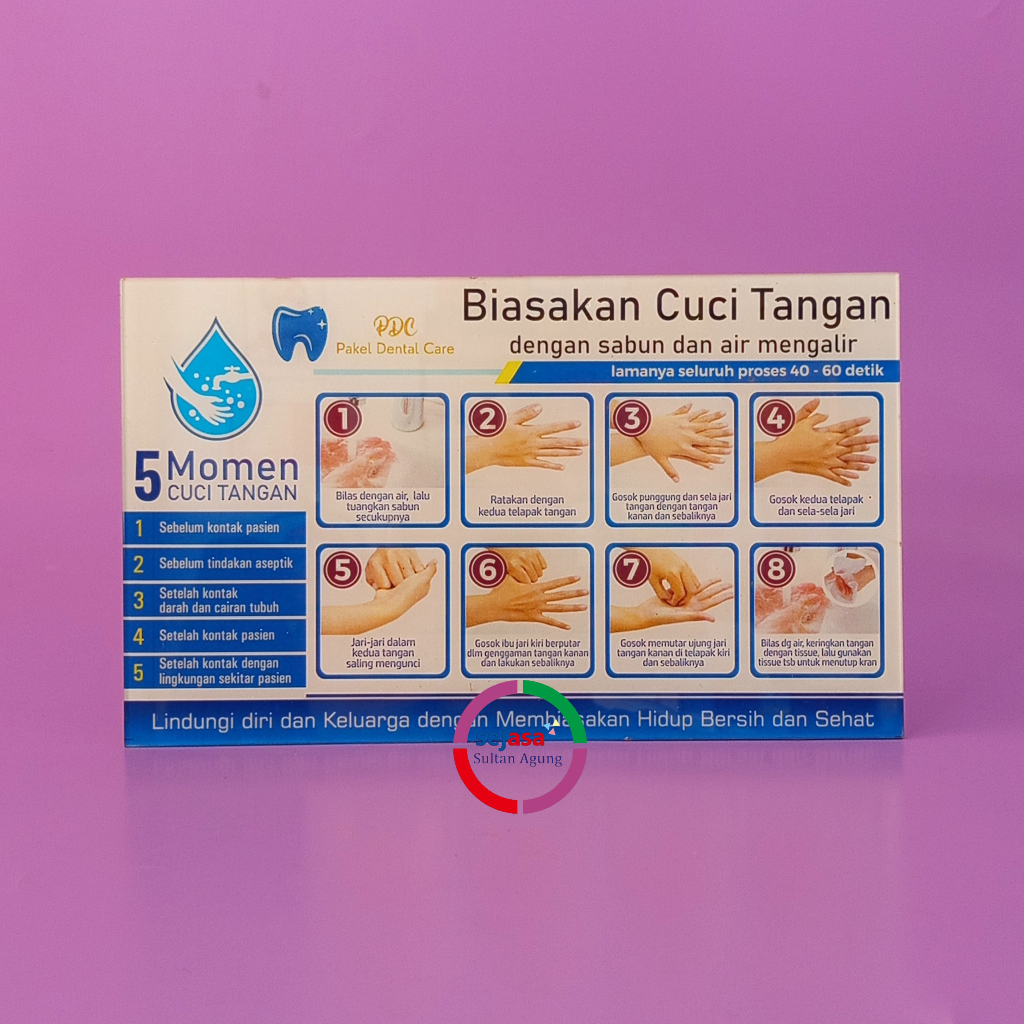 PDC
Pakel Dental Care
Biasakan Cuci Tangan
dengan sabun dan air mengalir
lamanya seluruh proses 40 - 60 detik
5 Momen
CUCI TANGAN
1 Sebelum kontak pasien
2 Sebelum tindakan aseptik
3 Setelah kontak
darah dan cairan tubuh
4 Setelah kontak pasien
5 Setelah kontak dengan
lingkungan sekitar pasien
1
Bilas dengan air, lalu
tuangkan sabun
secukupnya
2
Ratakan dengan
kedua telapak tangan
3
Gosok punggung dan sela jari
tangan dengan tangan
kanan dan sebaliknya
4
Gosok kedua telapak
dan sela-sela jari
5
Jari-jari dalam
kedua tangan
saling mengunci
6
Gosok ibu jari kiri berputar
dlm genggaman tangan kanan
dan lakukan sebaliknya
7
Gosok memutar ujung jari
tangan kanan di telapak kiri
dan sebaliknya
8
Bilas dg air, keringkan tangan
dengan tissue, lalu gunakan
tissue tsb untuk menutup kran
Lindungi diri dan Keluarga dengan Membiasakan Hidup Bersih dan Sehat
Sejasa
Sultan Agung